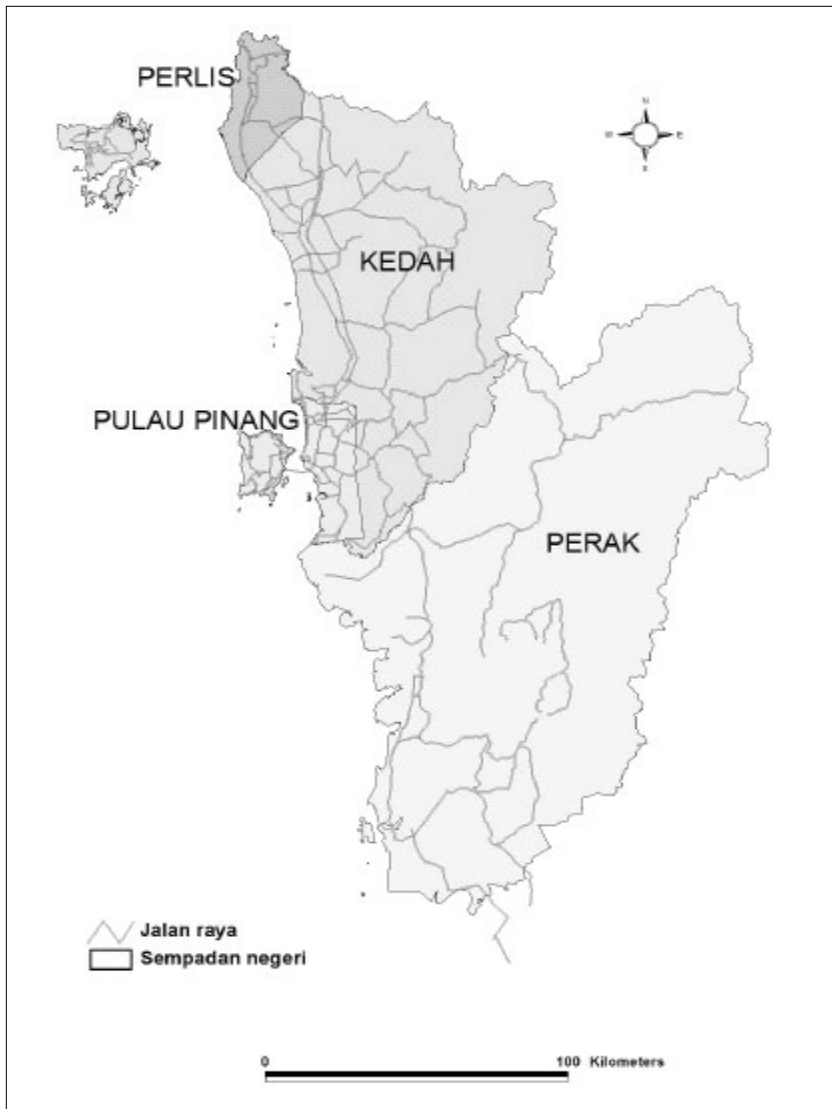 PERLIS
N
W E
S
KEDAH
PULAU PINANG
PERAK
Jalan raya
Sempadan negeri
0 100 Kilometers